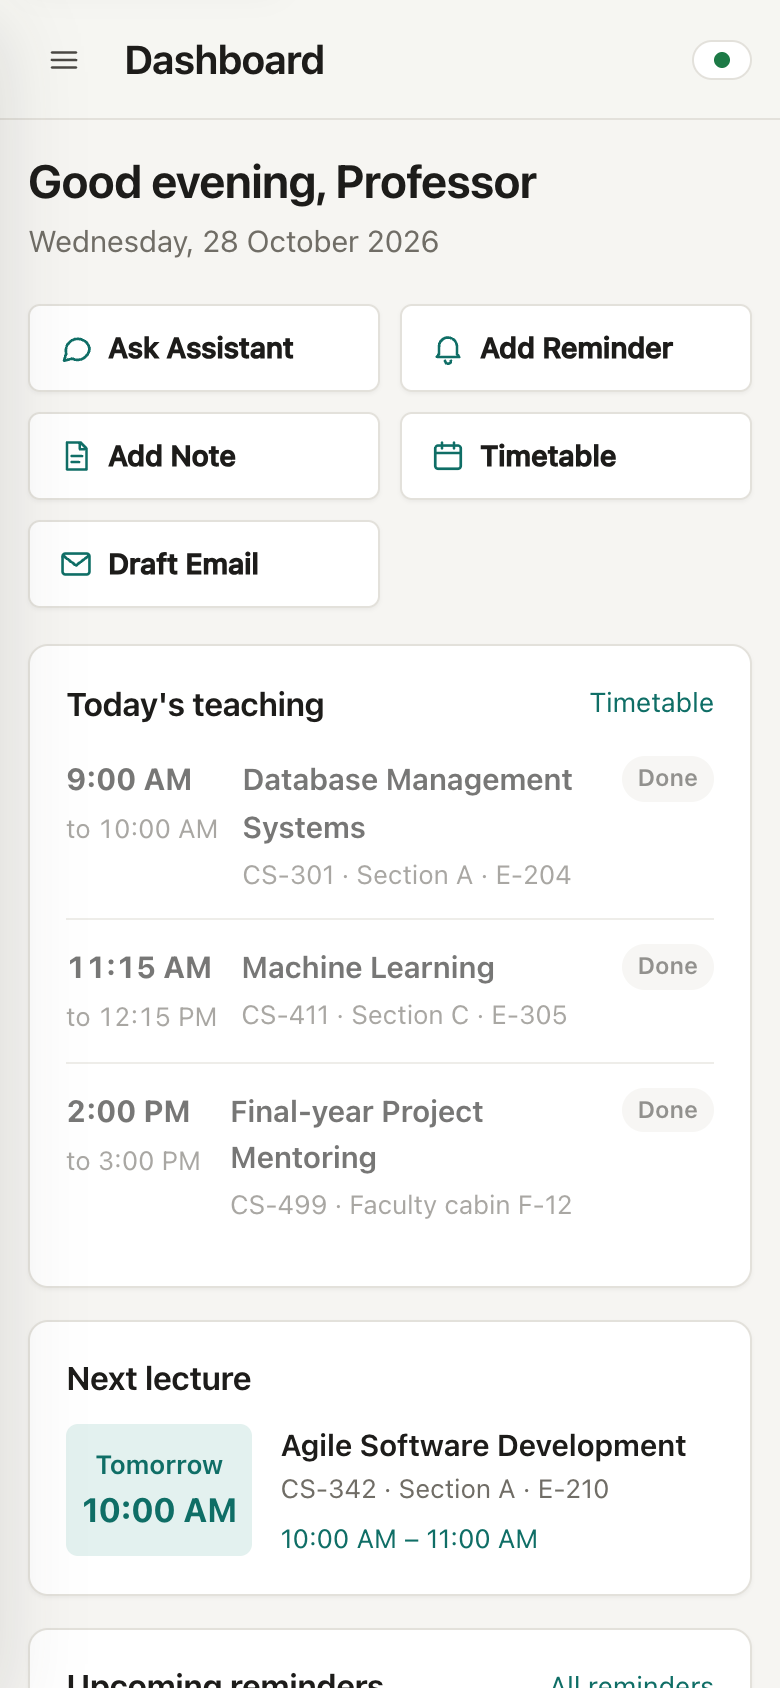 Dashboard
Good evening, Professor
Wednesday, 28 October 2026
Ask Assistant
Add Reminder
Add Note
Timetable
Draft Email
Today's teaching
Timetable
9:00 AM
to 10:00 AM
Database Management
Systems
CS-301 · Section A · E-204
Done
11:15 AM
to 12:15 PM
Machine Learning
CS-411 · Section C · E-305
Done
2:00 PM
to 3:00 PM
Final-year Project
Mentoring
CS-499 · Faculty cabin F-12
Done
Next lecture
Tomorrow
10:00 AM
Agile Software Development
CS-342 · Section A · E-210
10:00 AM – 11:00 AM
Upcoming reminders
All reminders